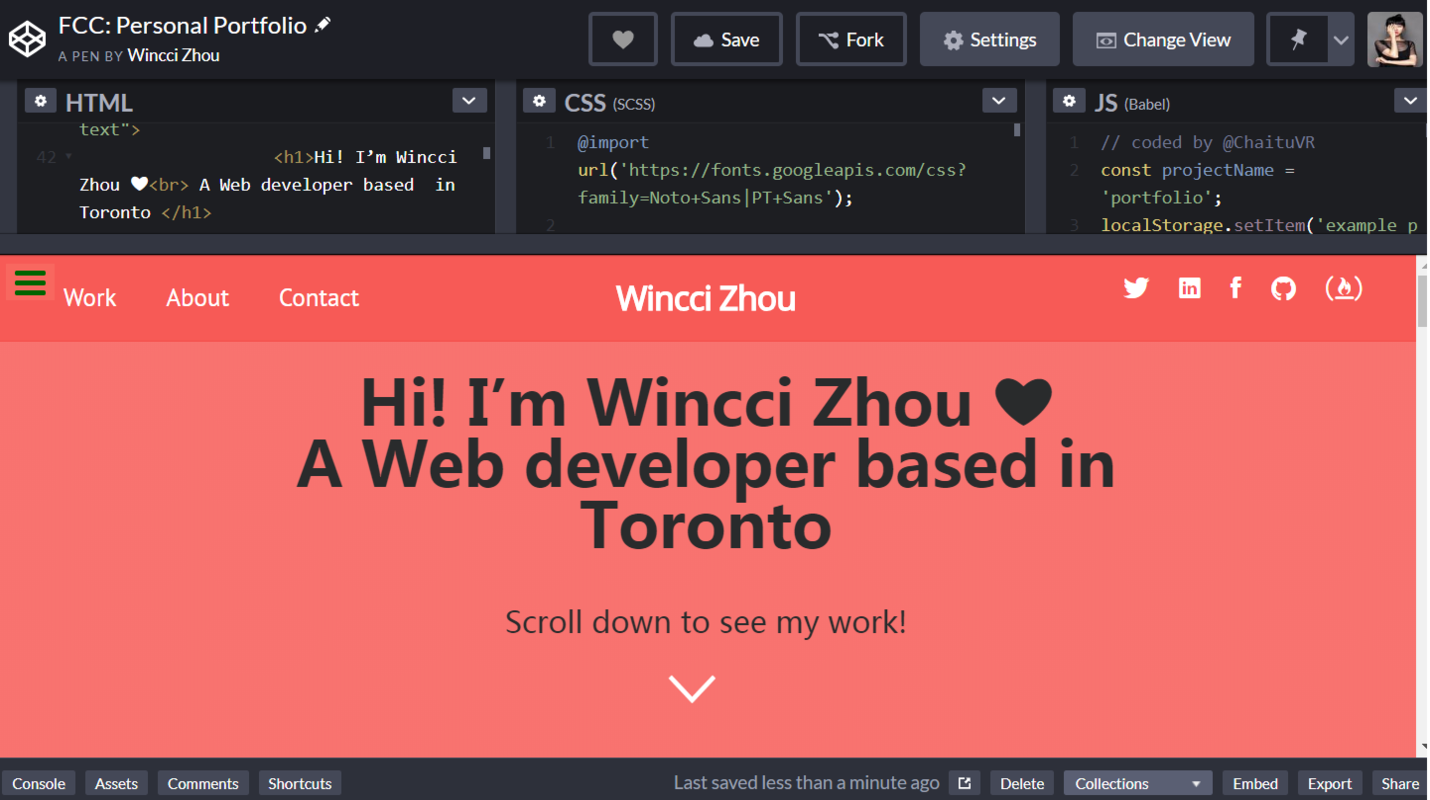 FCC: Personal Portfolio
A PEN BY Wincci Zhou
Save
Fork
Settings
Change View
HTML
text">
42
<h1>Hi! I’m Wincci
Zhou 🖤<br> A Web developer based  in
Toronto </h1>
CSS (SCSS)
1 @import
url('https://fonts.googleapis.com/css?
family=Noto+Sans|PT+Sans');
2
JS (Babel)
1 // coded by @ChaituVR
2 const projectName =
'portfolio';
3 localStorage.setItem('example_p
Work About Contact
Wincci Zhou
Hi! I’m Wincci Zhou 🖤
A Web developer based in
Toronto
Scroll down to see my work!
Console Assets Comments Shortcuts
Last saved less than a minute ago
Delete Collections Embed Export Share